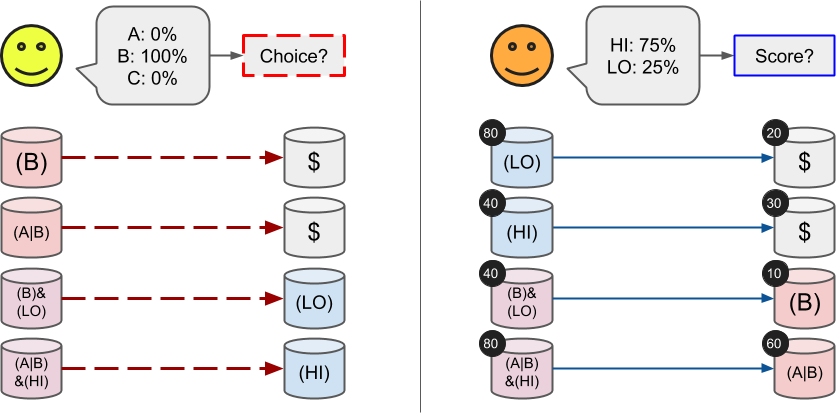 A: 0%
B: 100%
C: 0%
Choice?
(B)
$
(A|B)
$
(B)&
(LO)
(LO)
(A|B)
&(HI)
(HI)
HI: 75%
LO: 25%
Score?
80
(LO)
20
$
40
(HI)
30
$
40
(B)&
(LO)
10
(B)
80
(A|B)
&(HI)
60
(A|B)